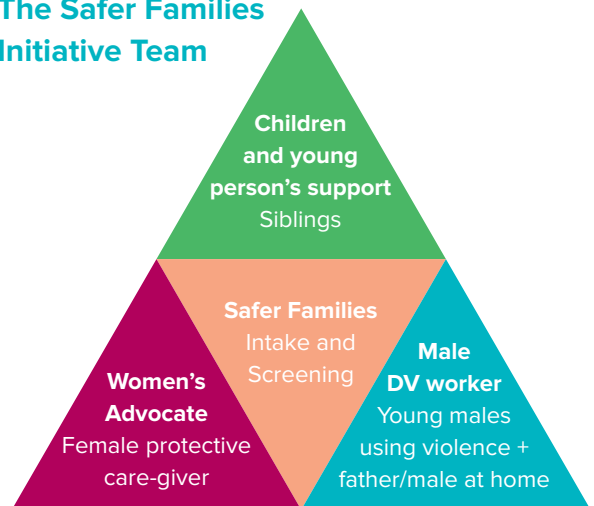 The Safer Families
Initiative Team
Children
and young
person's support
Siblings
Safer Families
Intake and
Screening
Women's
Advocate
Female protective
care-giver
Male
DV worker
Young males
using violence +
father/male at home